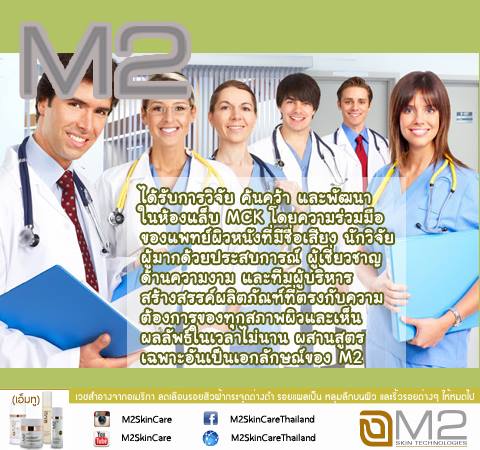 M2
ได้รับการวิจัย ค้นคว้า และพัฒนา
ในห้องแล็บ MCK โดยความร่วมมือ
ของแพทย์ผิวหนังที่มีชื่อเสียง นักวิจัย
ผู้มากด้วยประสบการณ์ ผู้เชี่ยวชาญ
ด้านความงาม และทีมผู้บริหาร
สร้างสรรค์ผลิตภัณฑ์ที่ตรงกับความ
ต้องการของทุกสภาพผิวและเห็น
ผลลัพธ์ในเวลาไม่นาน ผสานสูตร
เฉพาะอันเป็นเอกลักษณ์ของ M2
(เอ็มทู)
เวชสำอางจากอเมริกา ลดเลือนรอยสิวฝ้ากระจุดด่างดำ รอยแผลเป็น หลุมลึกบนผิว และริ้วรอยต่างๆ ให้หมดไป
M2SkinCare
M2SkinCareThailand
You Tube
M2SkinCare
M2SkinCareThailand
M2
SKIN TECHNOLOGIES